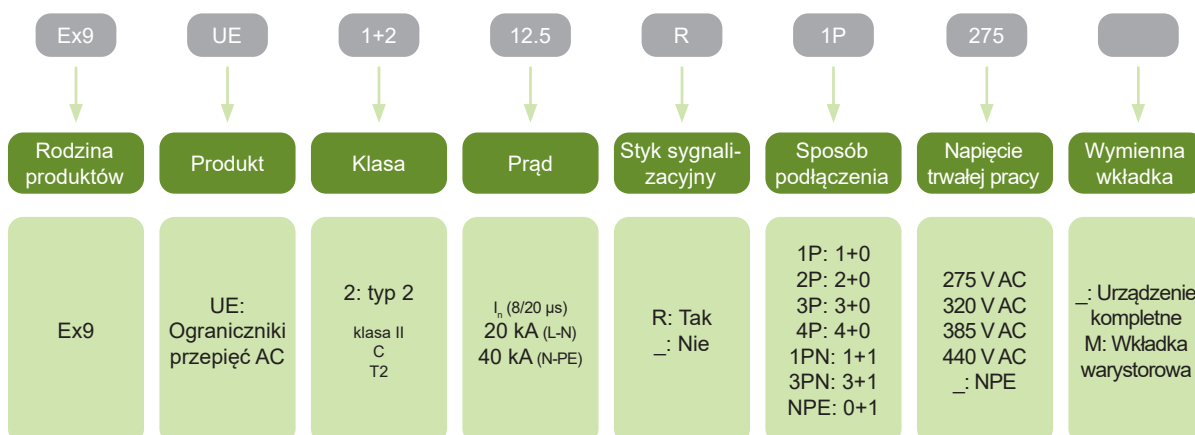 Ex9 UE 1+2 12.5 R 1P 275
Rodzina
produktów
Produkt
Klasa
Prąd
Styk sygnali-
zacyjny
Sposób
podłączenia
Napięcie
trwałej pracy
Wymienna
wkładka
Ex9
UE:
Ograniczniki
przepięć AC
2: typ 2
klasa II
C
T2
In (8/20 µs)
20 kA (L-N)
40 kA (N-PE)
R: Tak
_: Nie
1P: 1+0
2P: 2+0
3P: 3+0
4P: 4+0
1PN: 1+1
3PN: 3+1
NPE: 0+1
275 V AC
320 V AC
385 V AC
440 V AC
_: NPE
_: Urządzenie
kompletne
M: Wkładka
warystorowa